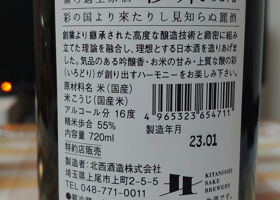 彩の国より来たりし見知らぬ麗酒
創業より継承された高度な醸造技術と緻密に組み
立てた理論を融合し、理想とする日本酒を造りあげま
した。気品のある吟醸香・お米の甘み・上質な酸の彩
(いろどり)が創り出すハーモニーをお楽しみ下さい。
原材料名 米(国産)
米こうじ(国産米)
アルコール分 16度
精米歩合 55%
内容量 720ml
特約店販売
4 965323 654711
製造年月
23.01
製造者：北西酒造株式会社
埼玉県上尾市上町2-5-5
TEL 048-771-0011
KITANISHI
SAKE
BREWERY